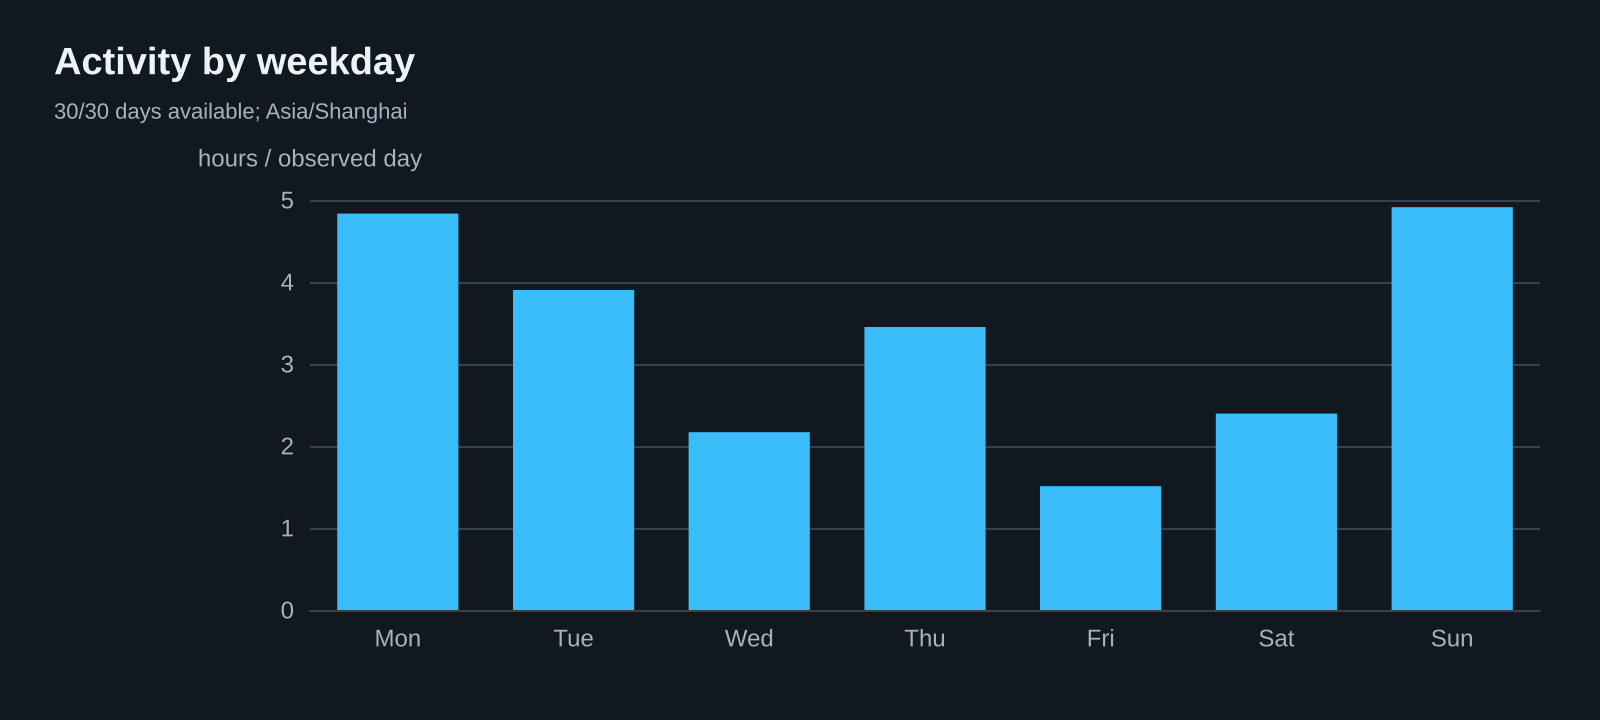 Activity by weekday
30/30 days available; Asia/Shanghai
hours / observed day
5
4
3
2
1
0
Mon Tue Wed Thu Fri Sat Sun